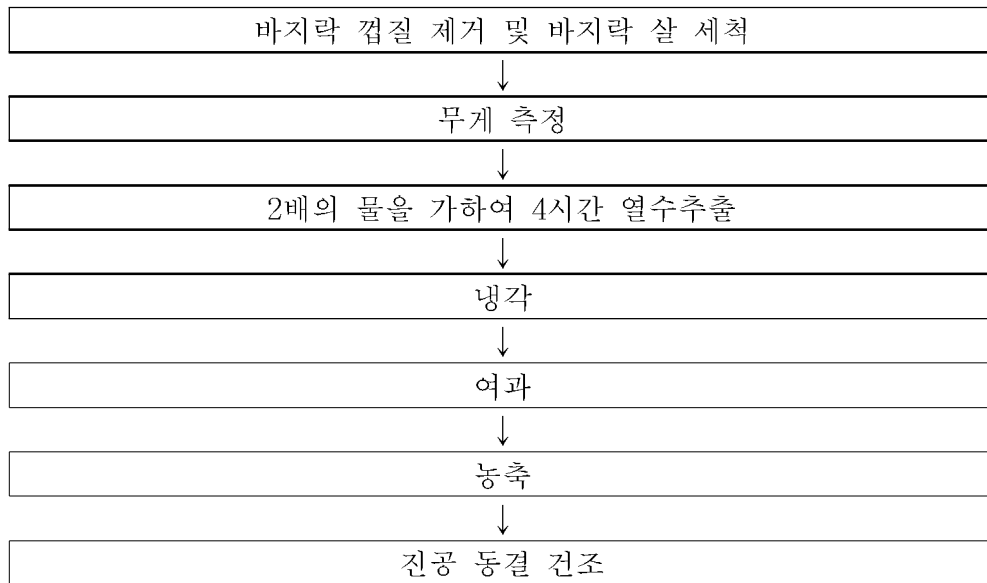 바지락 껍질 제거 및 바지락 살 세척
↓
무게 측정
↓
2배의 물을 가하여 4시간 열수추출
↓
냉각
↓
여과
↓
농축
↓
진공 동결 건조